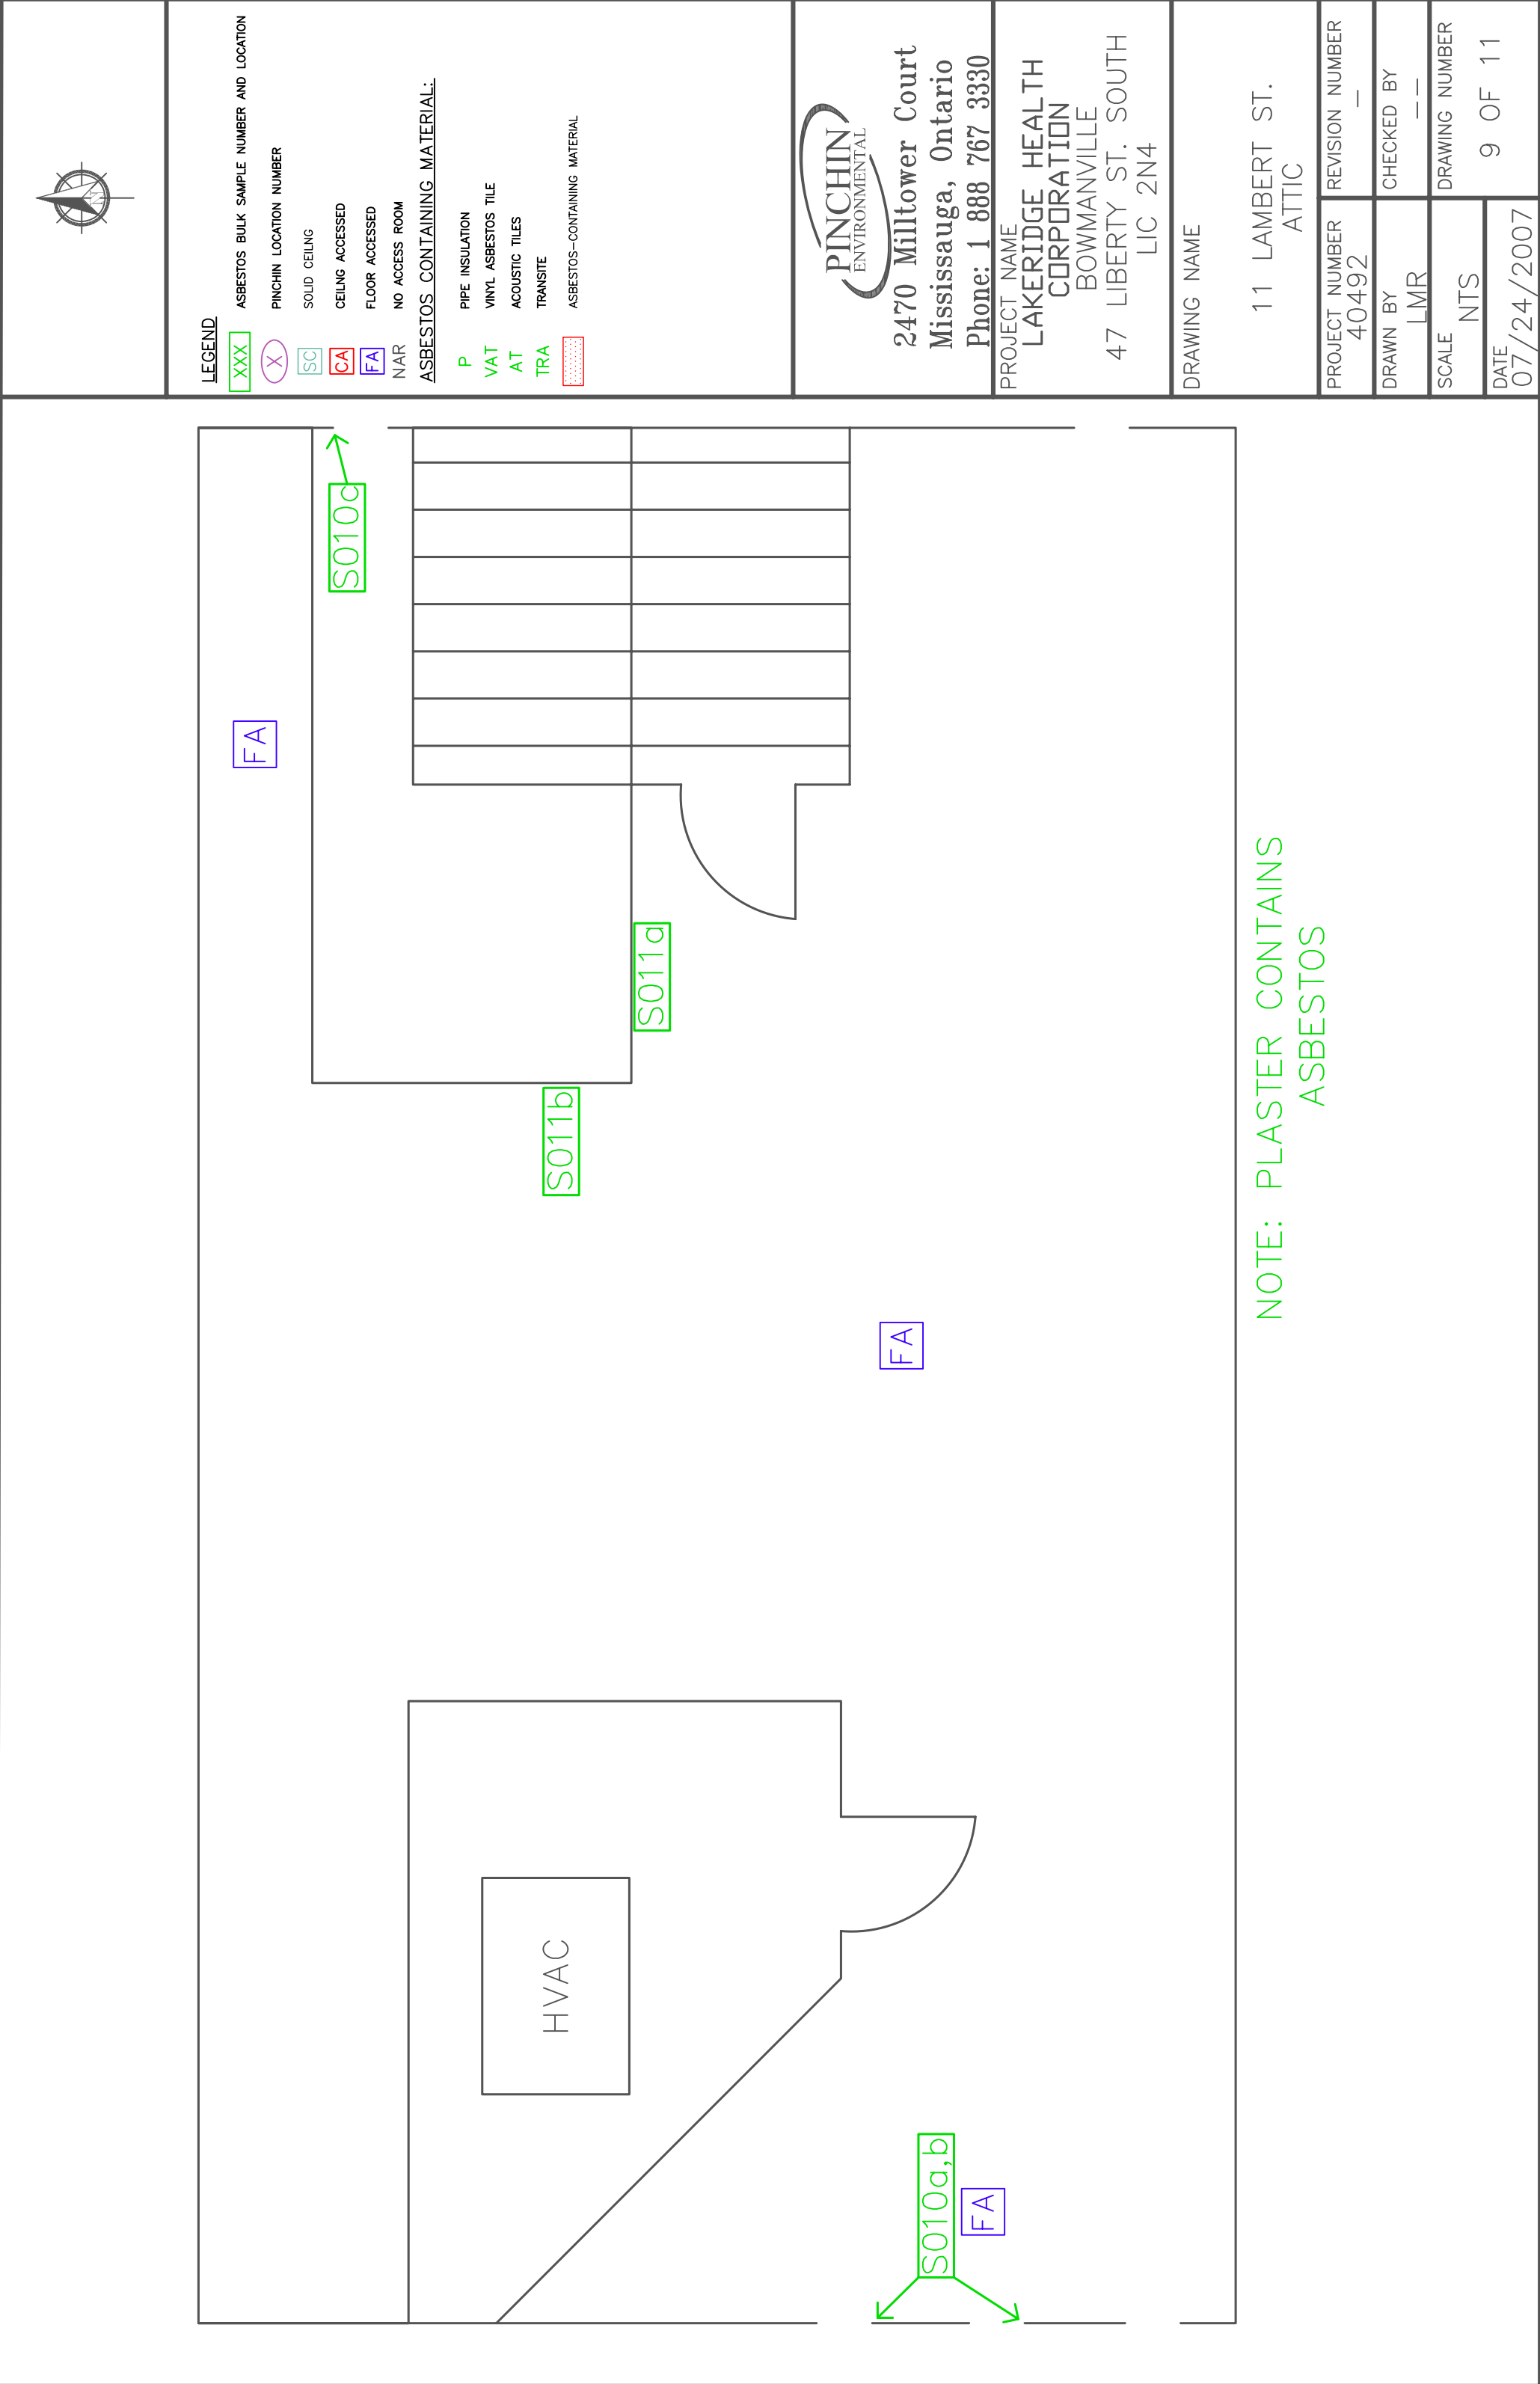 N
LEGEND
XXX ASBESTOS BULK SAMPLE NUMBER AND LOCATION
X PINCHIN LOCATION NUMBER
SC SOLID CEILNG
CA CEILNG ACCESSED
FA FLOOR ACCESSED
NAR NO ACCESS ROOM
ASBESTOS CONTAINING MATERIAL:
P PIPE INSULATION
VAT VINYL ASBESTOS TILE
AT ACOUSTIC TILES
TRA TRANSITE
ASBESTOS-CONTAINING MATERIAL
PINCHIN
ENVIRONMENTAL
2470 Milltower Court
Mississauga, Ontario
Phone: 1 888 767 3330
PROJECT NAME
LAKERIDGE HEALTH
CORPORATION
BOWMANVILLE
47 LIBERTY ST. SOUTH
LIC 2N4
DRAWING NAME
11 LAMBERT ST.
ATTIC
PROJECT NUMBER
40492
REVISION NUMBER
-
DRAWN BY
LMR
CHECKED BY
--
SCALE
NTS
DRAWING NUMBER
9 OF 11
DATE
07/24/2007
FA
S010c
S011b
S011a
HVAC
FA
S010a,b
FA
NOTE: PLASTER CONTAINS
ASBESTOS